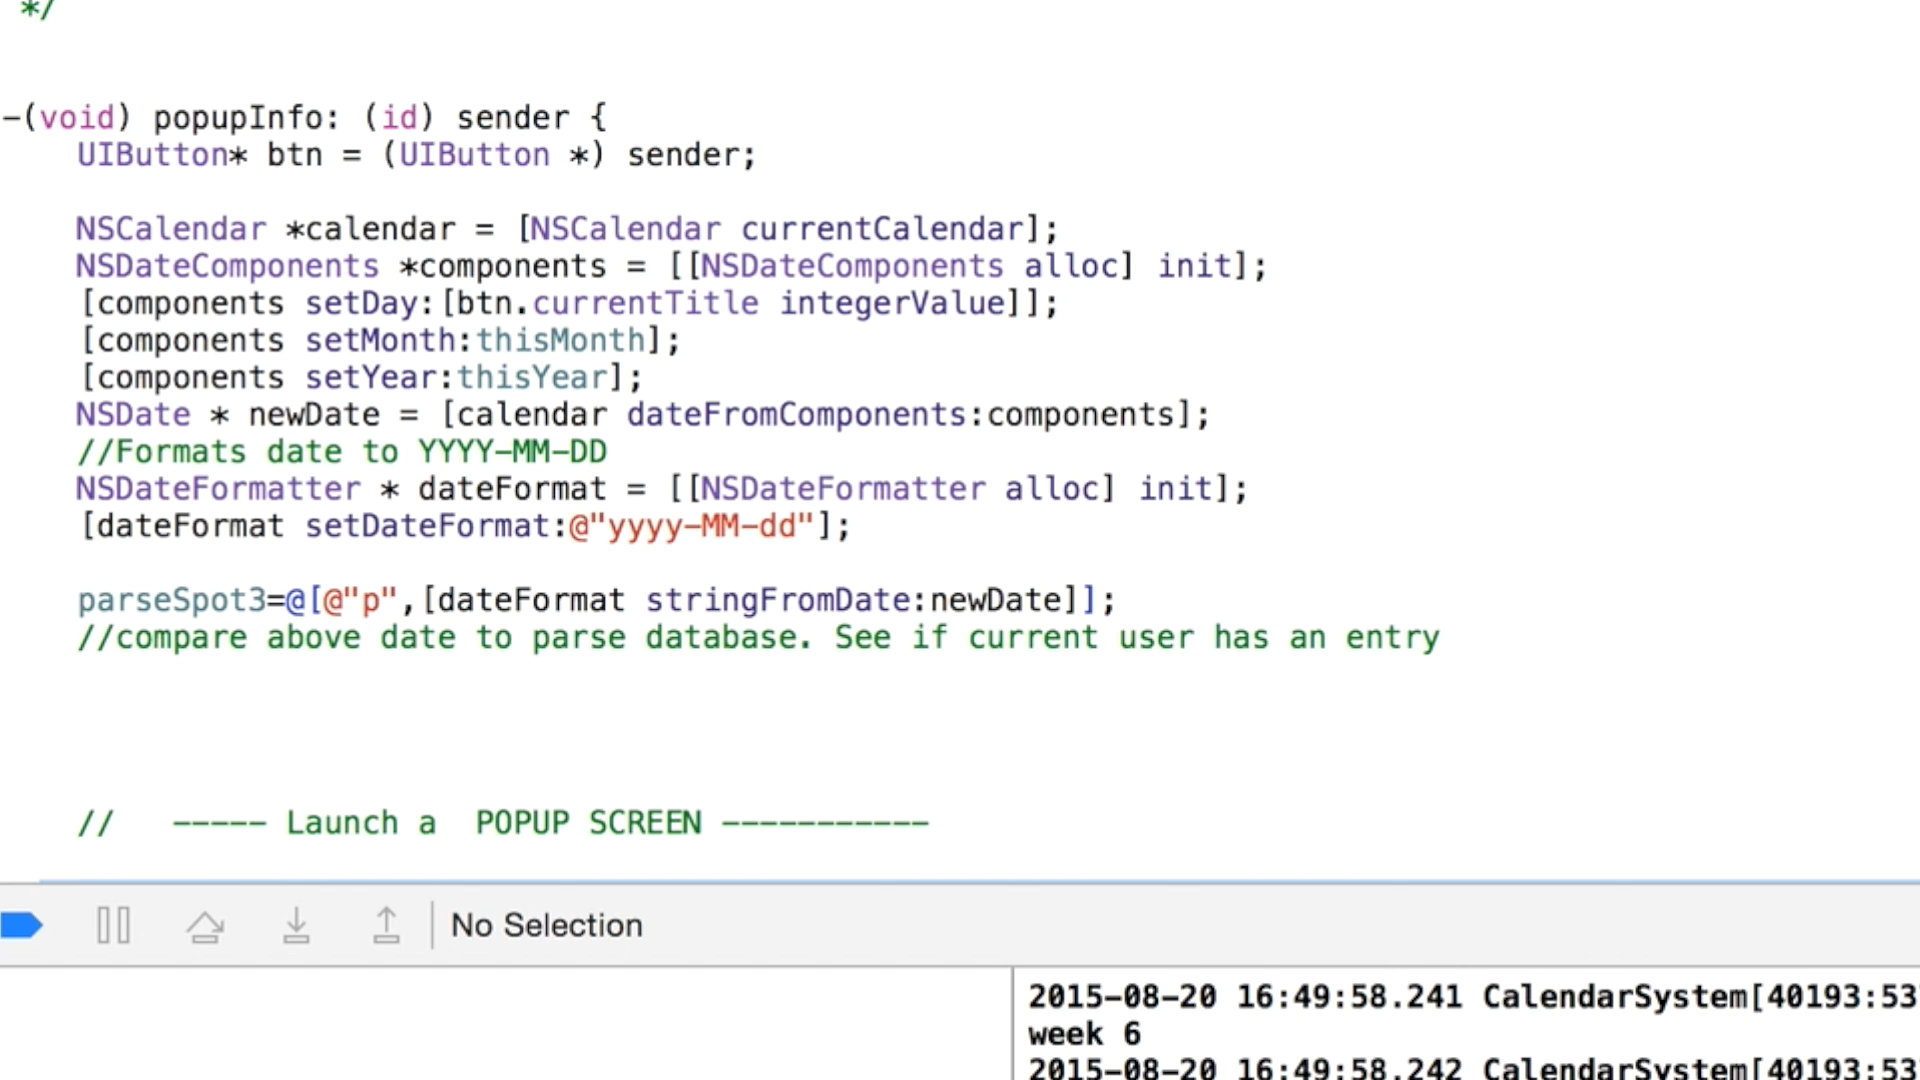 */
-(void) popupInfo: (id) sender {
UIButton* btn = (UIButton *) sender;
NSCalendar *calendar = [NSCalendar currentCalendar];
NSDateComponents *components = [[NSDateComponents alloc] init];
[components setDay:[btn.currentTitle integerValue]];
[components setMonth:thisMonth];
[components setYear:thisYear];
NSDate * newDate = [calendar dateFromComponents:components];
//Formats date to YYYY-MM-DD
NSDateFormatter * dateFormat = [[NSDateFormatter alloc] init];
[dateFormat setDateFormat:@"yyyy-MM-dd"];
parseSpot3=@[@"p",[dateFormat stringFromDate:newDate]];
//compare above date to parse database. See if current user has an entry
// ----- Launch a  POPUP SCREEN -----------
No Selection
2015-08-20 16:49:58.241 CalendarSystem[40193:53
week 6
2015-08-20 16:49:58.242 CalendarSystem[40193:53